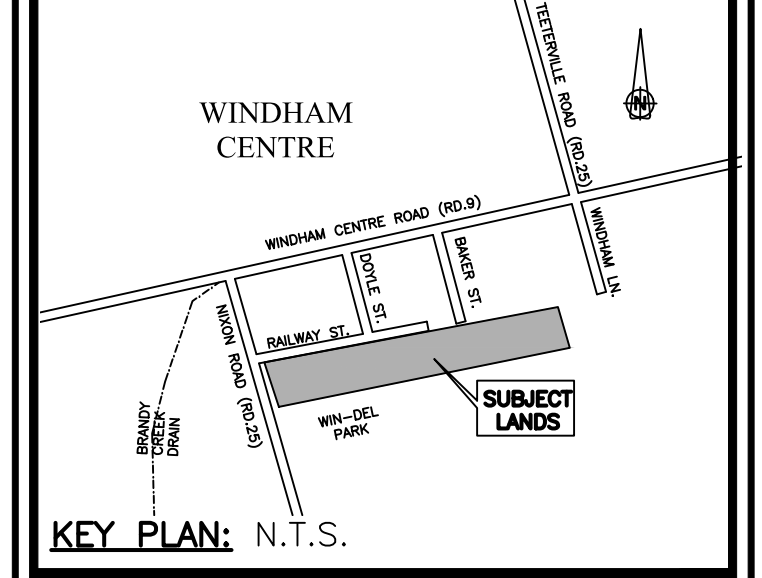 TEETERVILLE ROAD (RD.25)
N
WINDHAM
CENTRE
WINDHAM CENTRE ROAD (RD.9)
WINDHAM LN.
BAKER ST.
DOYLE ST.
RAILWAY ST.
NIXON ROAD (RD.25)
BRANDY
CREEK
DRAIN
WIN-DEL
PARK
SUBJECT
LANDS
KEY PLAN: N.T.S.